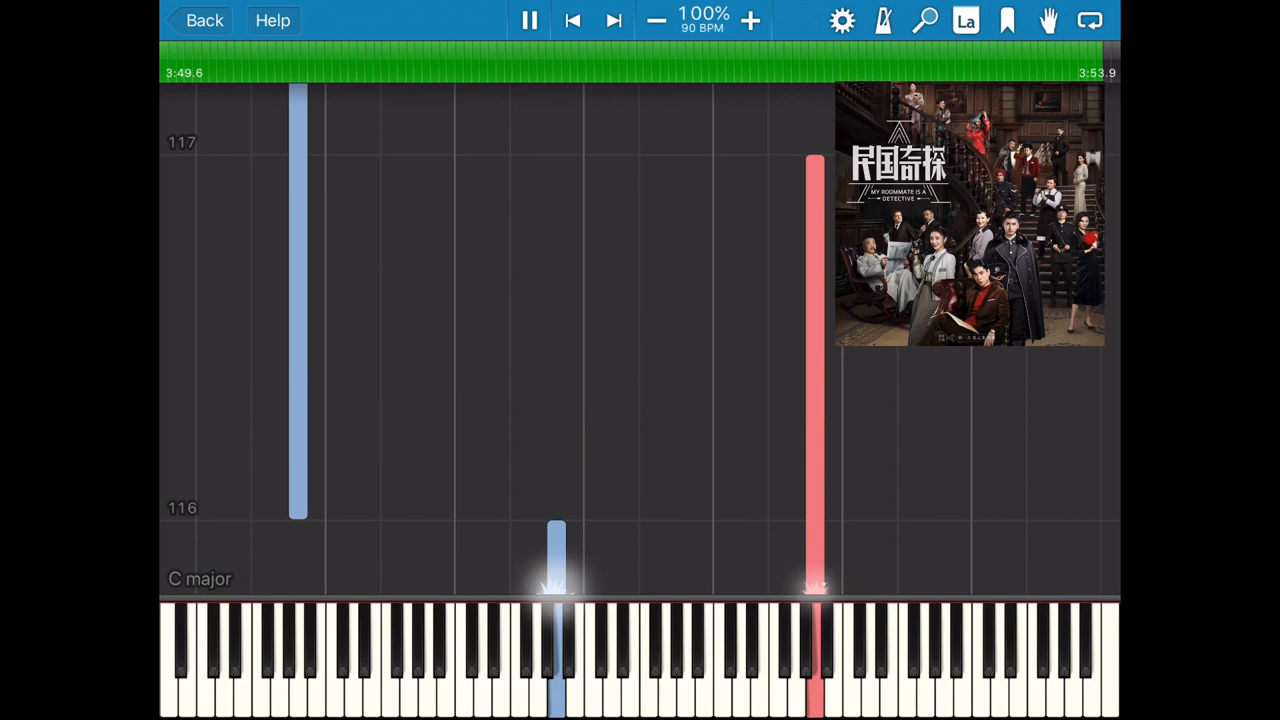 Back
Help
100%
90 BPM
La
3:49.6
3:53.9
117
民国奇探
MY ROOMMATE IS A
DETECTIVE
116
C major